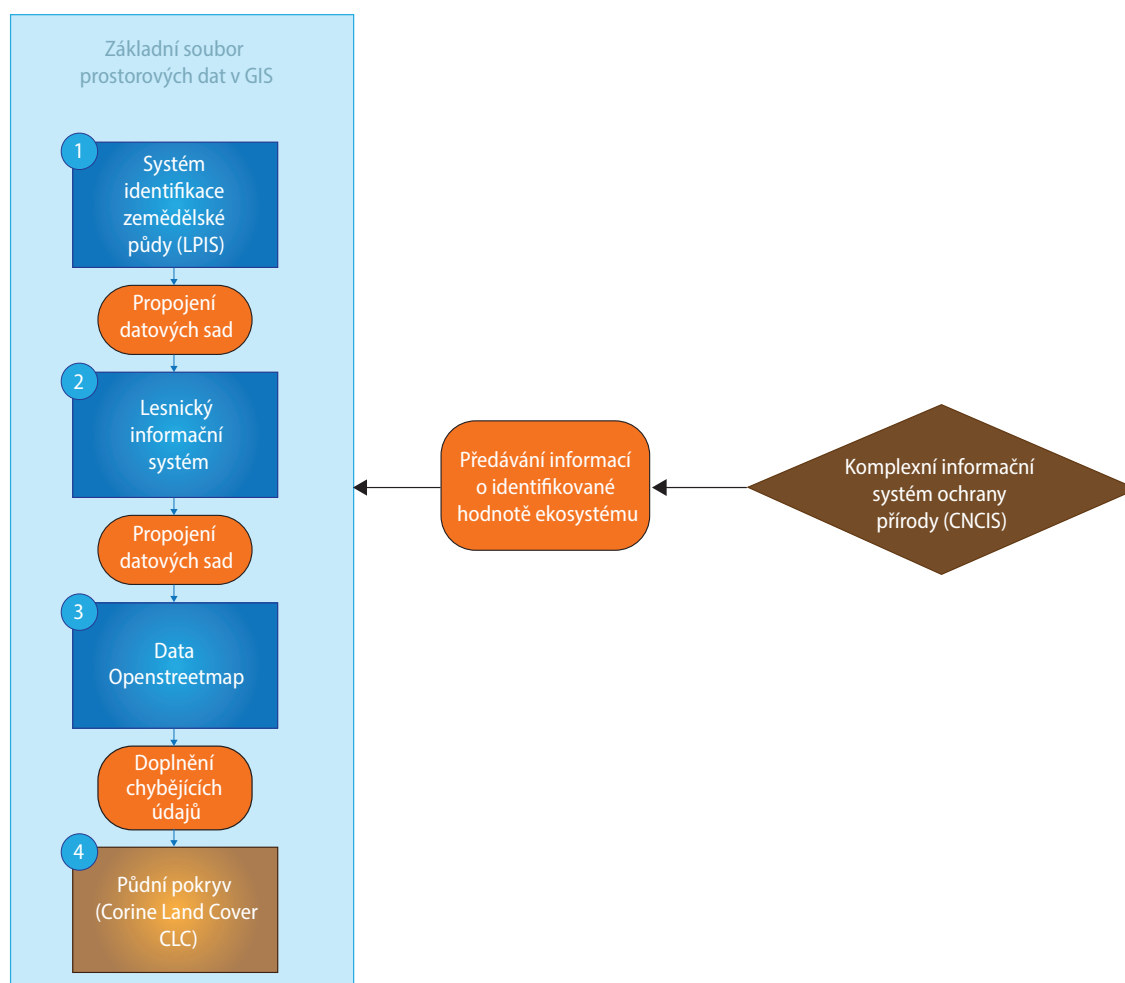 Základní soubor
prostorových dat v GIS
1
Systém
identifikace
zemědělské
půdy (LPIS)
Propojení
datových sad
2
Lesnický
informační
systém
Propojení
datových sad
3
Data
Openstreetmap
Doplnění
chybějících
údajů
4
Půdní pokryv
(Corine Land Cover
CLC)
Předávání informací
o identifikované
hodnotě ekosystému
Komplexní informační
systém ochrany
přírody (CNCIS)